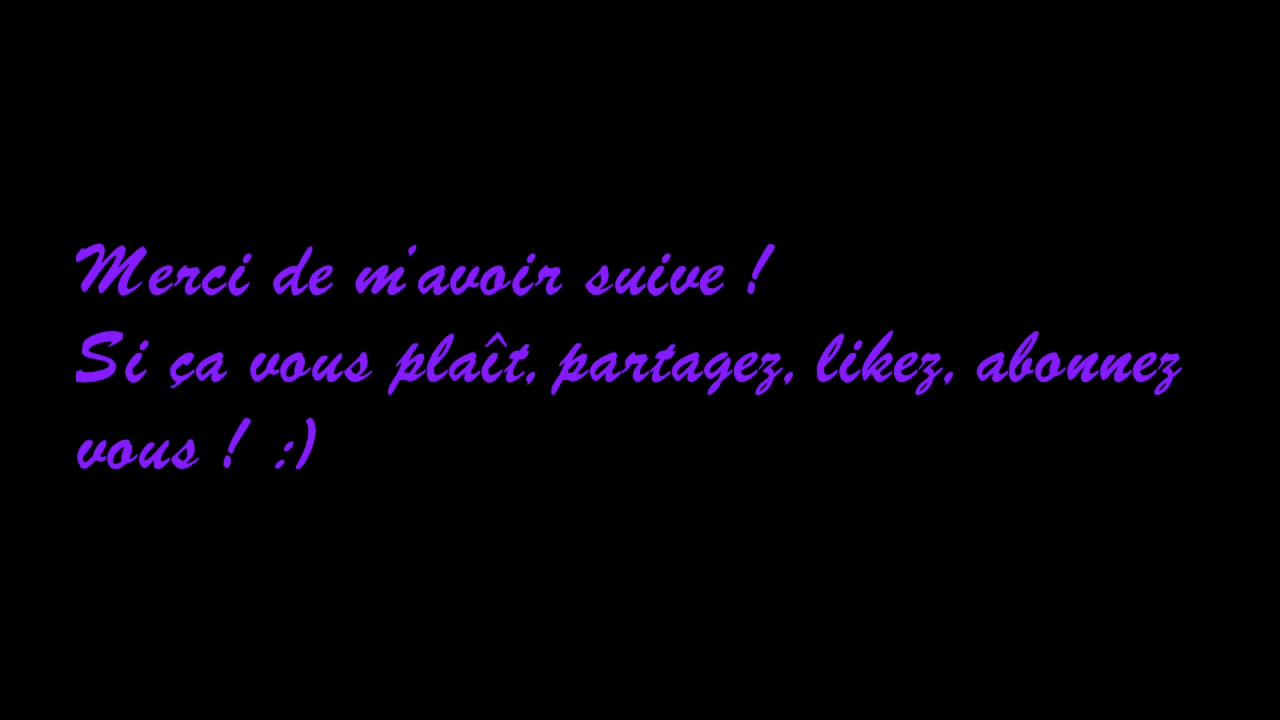 Merci de m'avoir suive !
Si ça vous plaît, partagez, likez, abonnez
vous ! :)